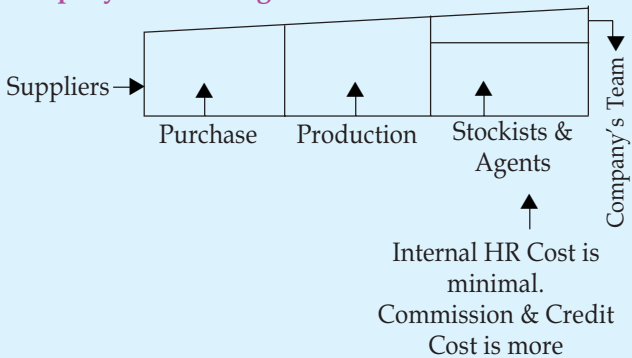 Suppliers
Purchase
Production
Stockists &
Agents
Company's Team
Internal HR Cost is
minimal.
Commission & Credit
Cost is more